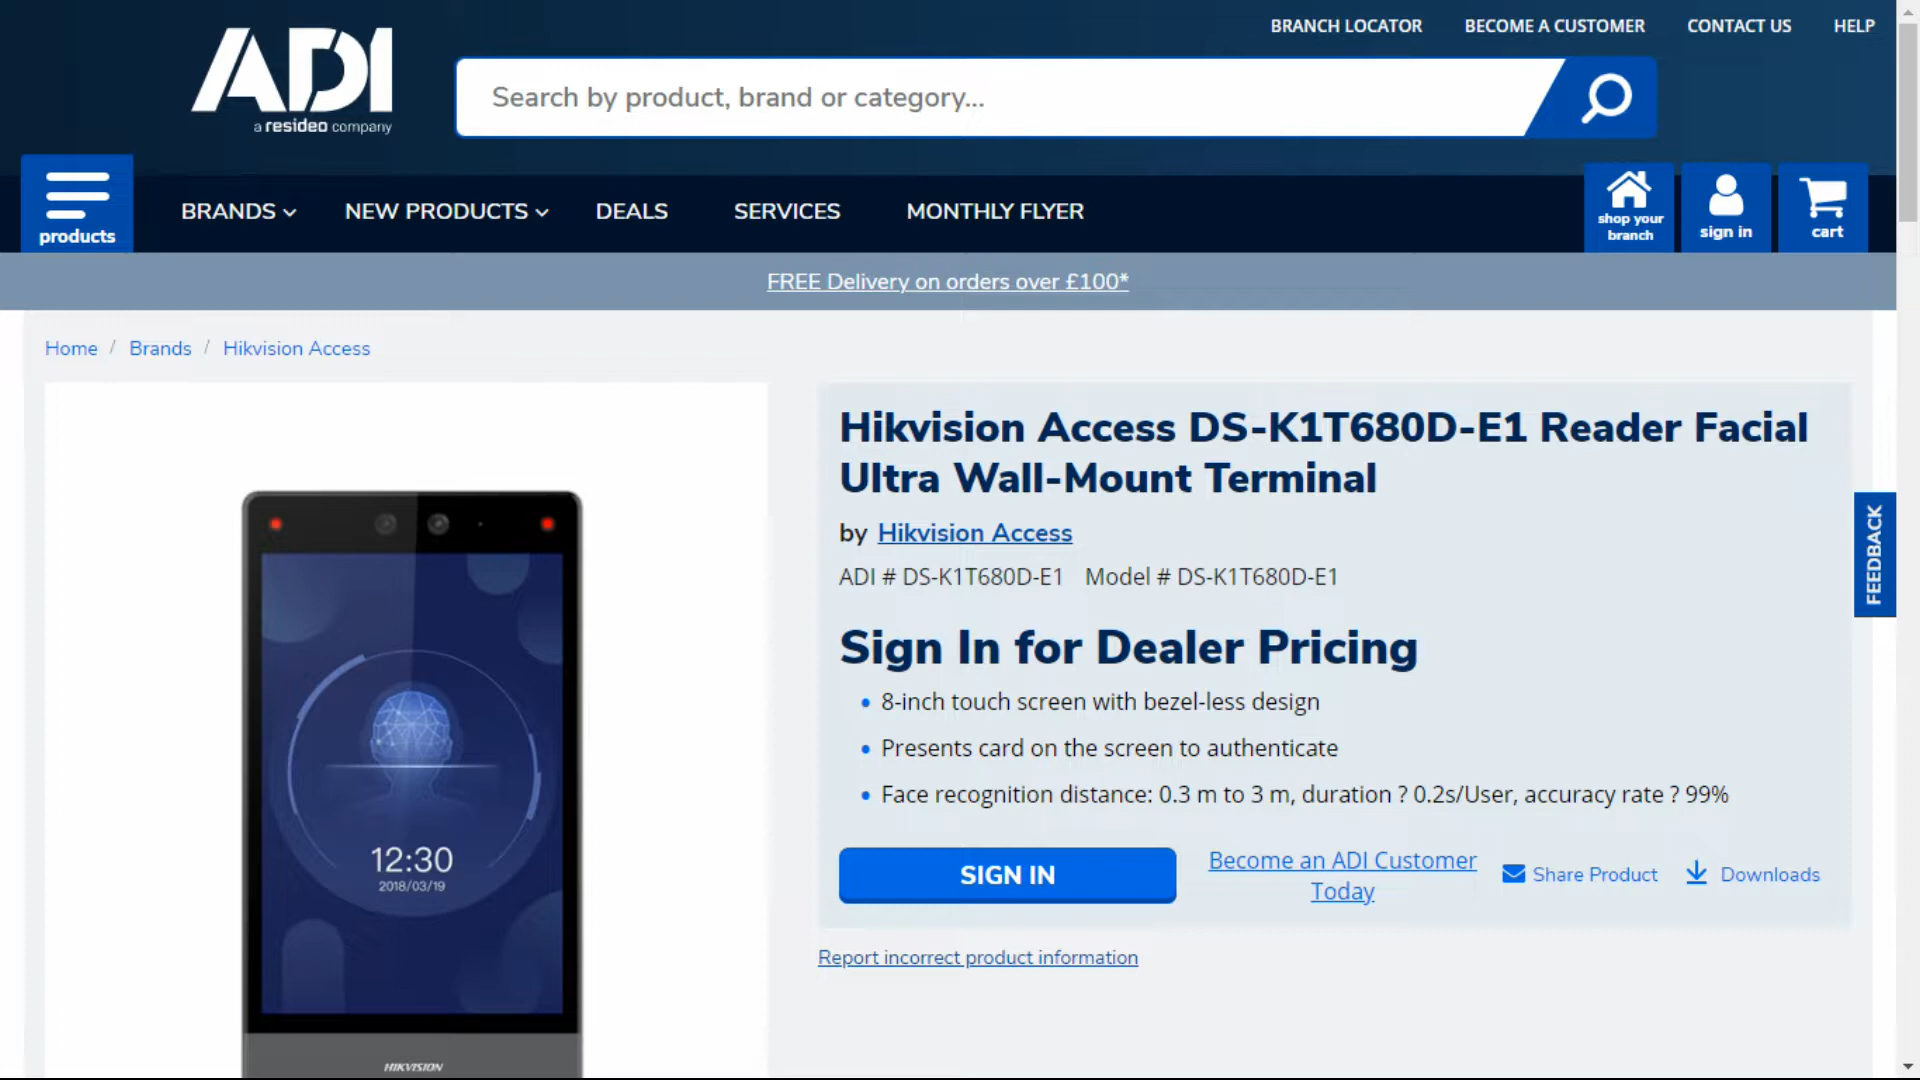 BRANCH LOCATOR BECOME A CUSTOMER CONTACT US HELP
ADI
a resideo company
Search by product, brand or category...
products
BRANDS NEW PRODUCTS DEALS SERVICES MONTHLY FLYER
shop your
branch
sign in
cart
FREE Delivery on orders over £100*
Home / Brands / Hikvision Access
Hikvision Access DS-K1T680D-E1 Reader Facial
Ultra Wall-Mount Terminal
by Hikvision Access
ADI # DS-K1T680D-E1 Model # DS-K1T680D-E1
Sign In for Dealer Pricing
• 8-inch touch screen with bezel-less design
• Presents card on the screen to authenticate
• Face recognition distance: 0.3 m to 3 m, duration ? 0.2s/User, accuracy rate ? 99%
SIGN IN
Become an ADI Customer
Today
Share Product
Downloads
Report incorrect product information
FEEDBACK
12:30
2018/03/19
HIKVISION